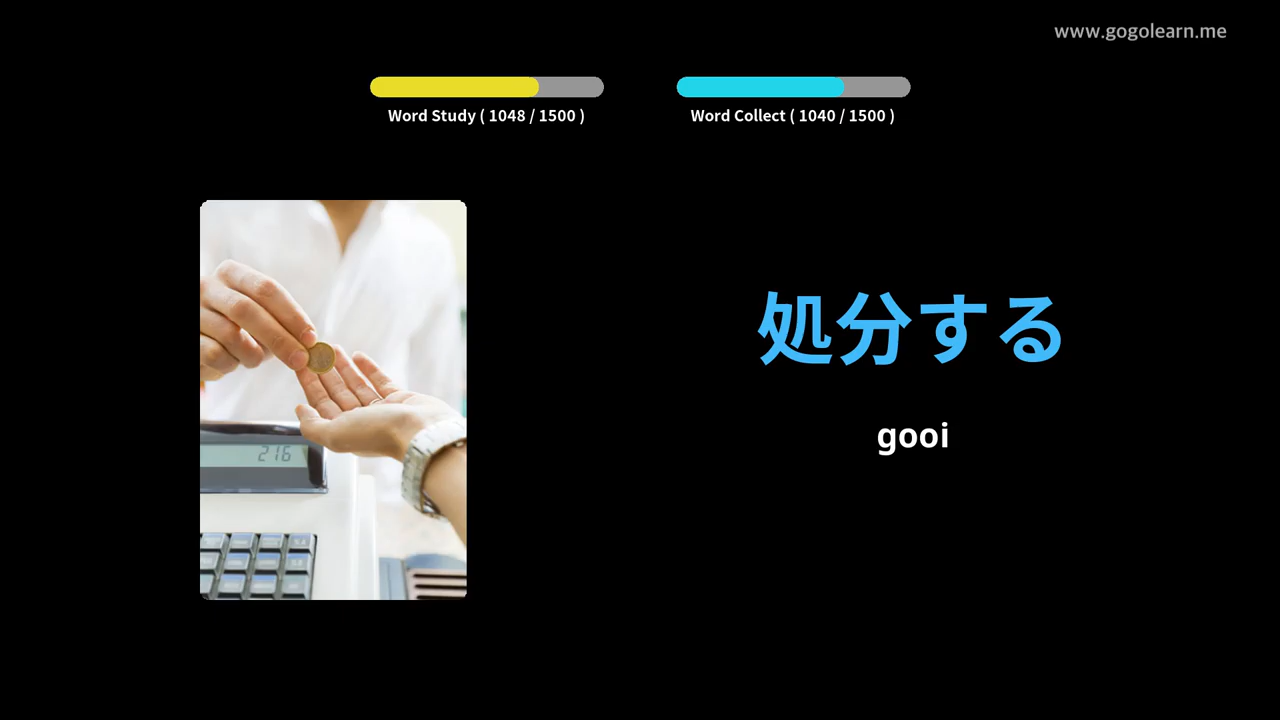 www.gogolearn.me
Word Study ( 1048 / 1500 )
Word Collect ( 1040 / 1500 )
処分する
gooi
216